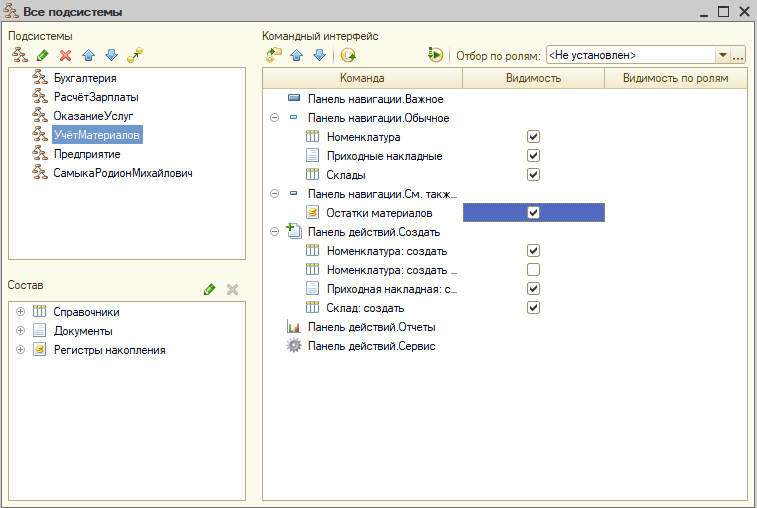 Все подсистемы
Подсистемы
Бухгалтерия
РасчётЗарплаты
ОказаниеУслуг
УчётМатериалов
Предприятие
СамыкаРодионМихайлович
Состав
Справочники
Документы
Регистры накопления
Командный интерфейс
Отбор по ролям: <Не установлен>
Команда Видимость Видимость по ролям
Панель навигации.Важное
Панель навигации.Обычное
Номенклатура
Приходные накладные
Склады
Панель навигации.См. такж...
Остатки материалов
Панель действий.Создать
Номенклатура: создать
Номенклатура: создать ...
Приходная накладная: с...
Склад: создать
Панель действий.Отчеты
Панель действий.Сервис